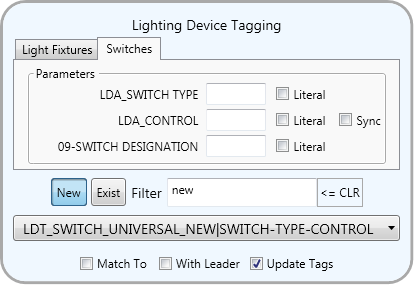 Lighting Device Tagging
Light Fixtures Switches
Parameters
LDA_SWITCH TYPE Literal
LDA_CONTROL Literal Sync
09-SWITCH DESIGNATION Literal
New Exist Filter new <= CLR
LDT_SWITCH_UNIVERSAL_NEW|SWITCH-TYPE-CONTROL
Match To With Leader Update Tags